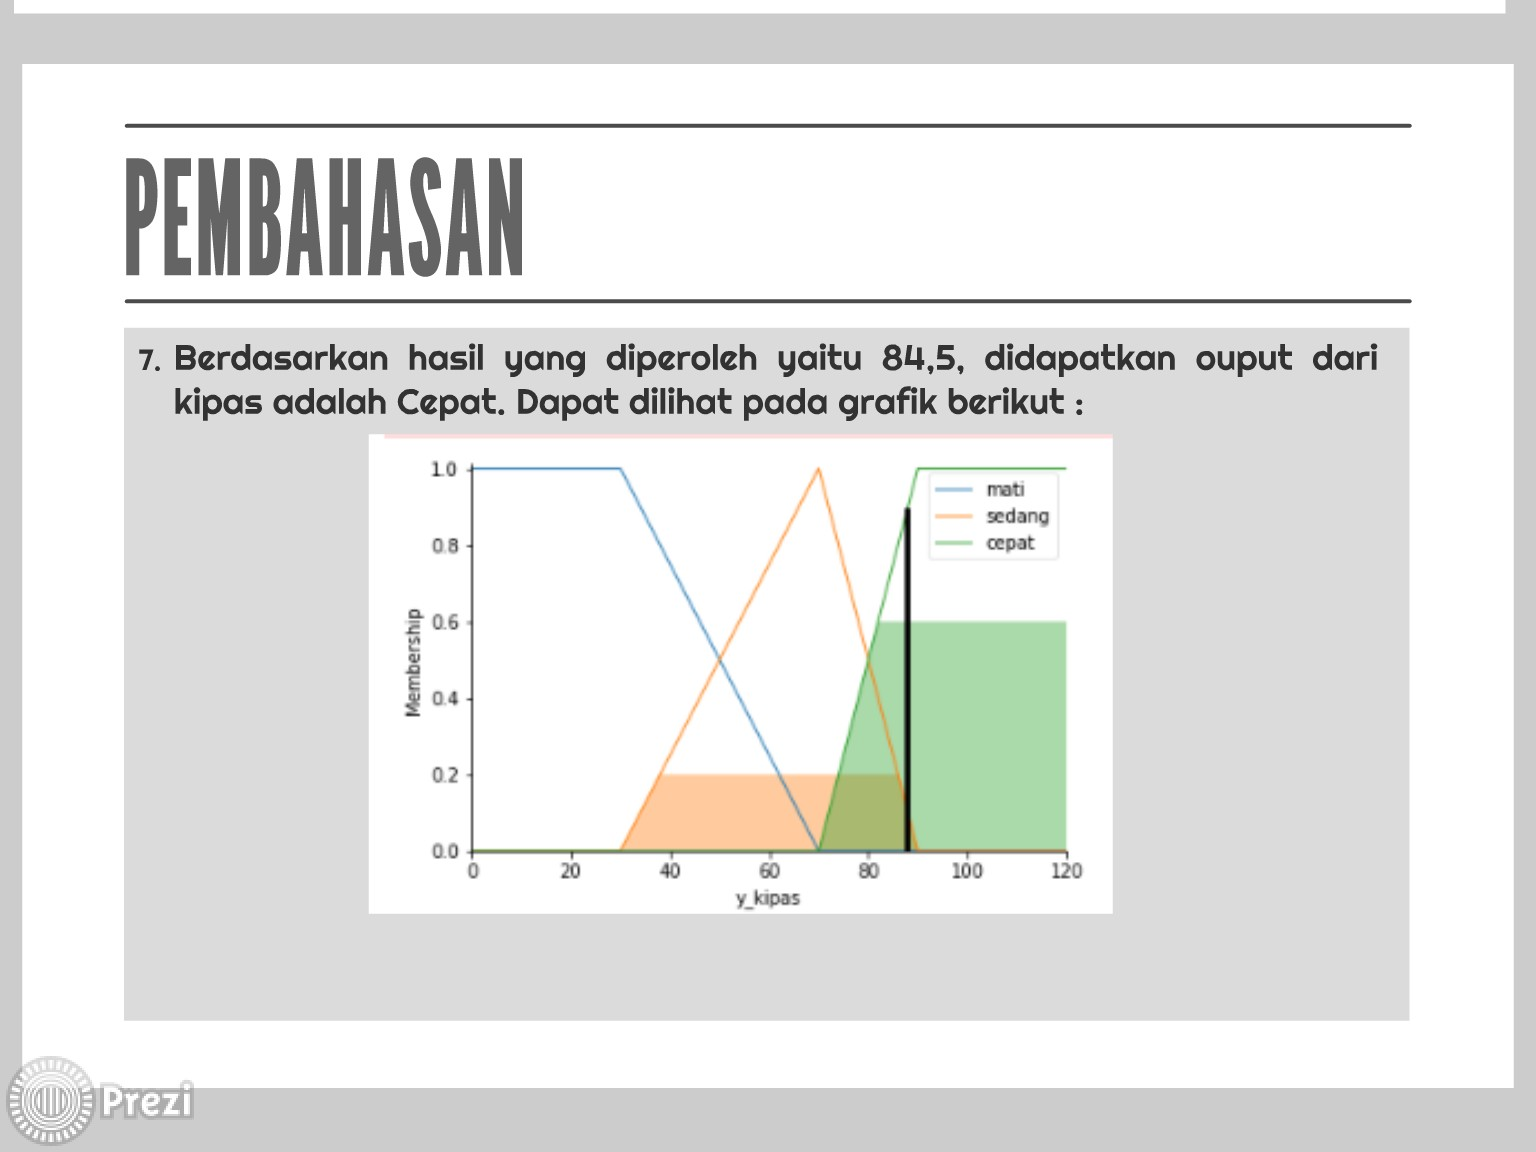 PEMBAHASAN
7. Berdasarkan hasil yang diperoleh yaitu 84,5, didapatkan ouput dari
kipas adalah Cepat. Dapat dilihat pada grafik berikut :
1.0
0.8
0.6
0.4
0.2
0.0
Membership
mati
sedang
cepat
0 20 40 60 80 100 120
y_kipas
Prezi